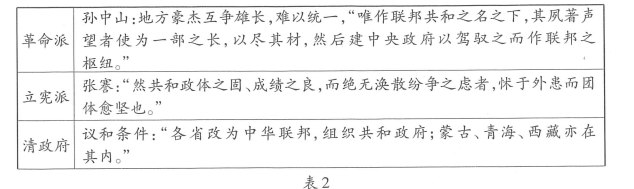 孙中山:地方豪杰互争雄长,难以统一,“唯作联邦共和之名之下,其夙著声
革命派 望者使为一部之长,以尽其材,然后建中央政府以驾驭之而作联邦之
枢纽。”
立宪派 张寋:“然共和政体之固、成绩之良,而绝无涣散纷争之虑者,怵于外患而团
体愈坚也。”
清政府 议和条件:“各省改为中华联邦,组织共和政府;蒙古、青海、西藏亦在
其内。”
表2